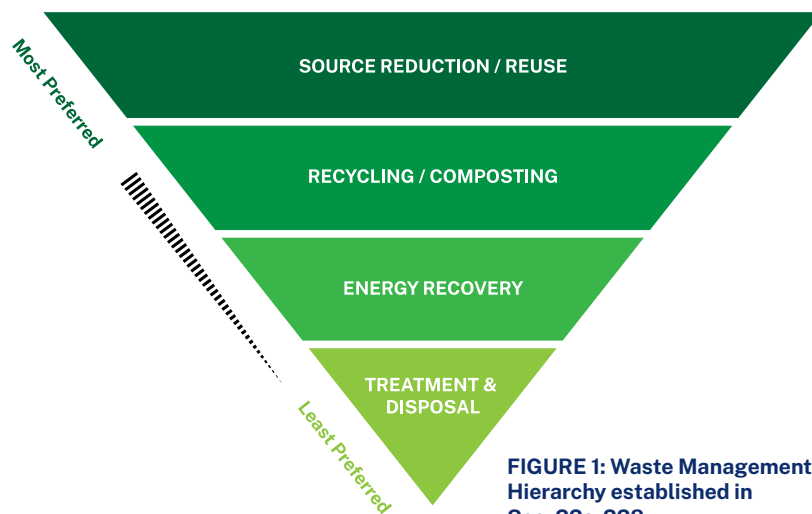 Most Preferred
SOURCE REDUCTION / REUSE
RECYCLING / COMPOSTING
ENERGY RECOVERY
TREATMENT &
DISPOSAL
Least Preferred
FIGURE 1: Waste Management
Hierarchy established in